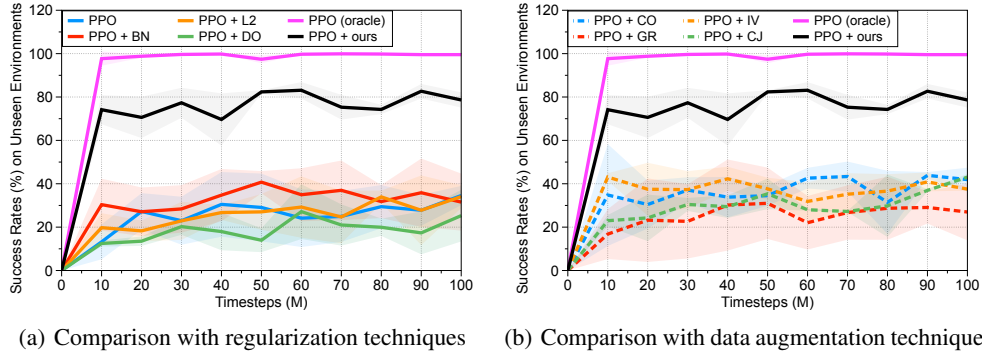 PPO PPO + L2 PPO (oracle)
PPO + BN PPO + DO PPO + ours
Success Rates (%) on Unseen Environments
120
100
80
60
40
20
0
0 10 20 30 40 50 60 70 80 90 100
Timesteps (M)
(a) Comparison with regularization techniques
PPO + CO PPO + IV PPO (oracle)
PPO + GR PPO + CJ PPO + ours
Success Rates (%) on Unseen Environments
120
100
80
60
40
20
0
0 10 20 30 40 50 60 70 80 90 100
Timesteps (M)
(b) Comparison with data augmentation technique